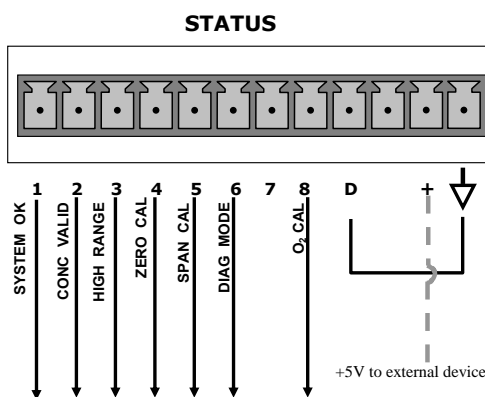 STATUS
1 2 3 4 5 6 7 8 D +
SYSTEM OK
CONC VALID
HIGH RANGE
ZERO CAL
SPAN CAL
DIAG MODE
O₂ CAL
+5V to external device